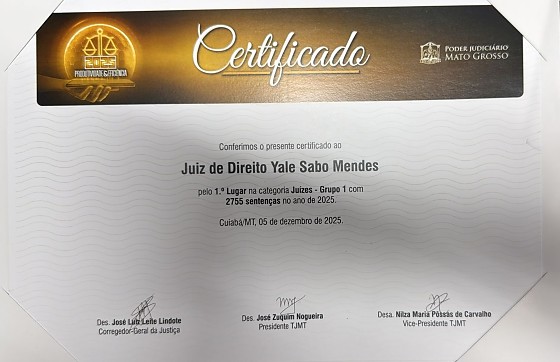 2025
PRODUTIVIDADE & EFICIÊNCIA
Certificado
PODER JUDICIÁRIO
MATO GROSSO
Conferimos o presente certificado ao
Juiz de Direito Yale Sabo Mendes
pelo 1.º Lugar na categoria Juízes - Grupo 1 com
2755 sentenças no ano de 2025.
Cuiabá/MT, 05 de dezembro de 2025.
Des. José Luiz Leite Lindote
Corregedor-Geral da Justiça
Des. José Zuquim Nogueira
Presidente TJMT
Desa. Nilza Maria Pôssas de Carvalho
Vice-Presidente TJMT